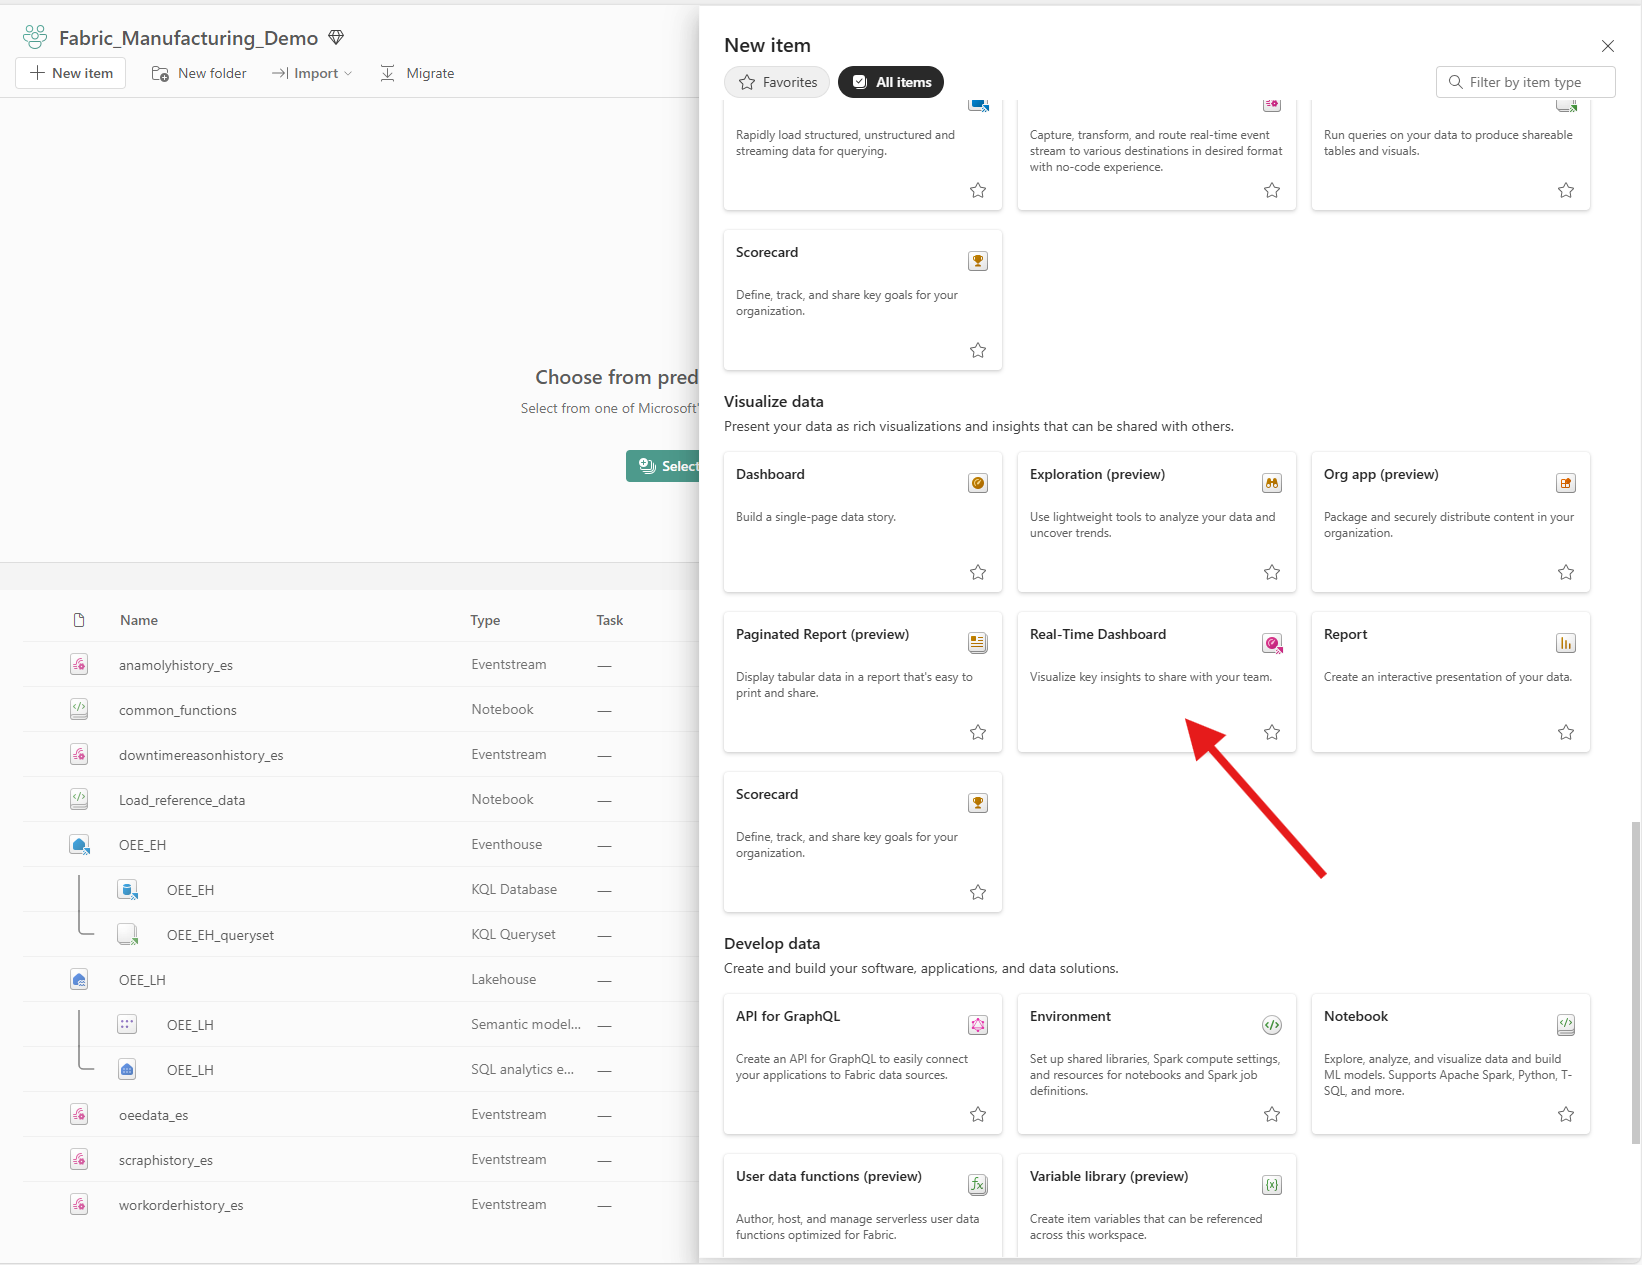 Fabric_Manufacturing_Demo
New item
New folder
Import
Migrate
Choose from pred
Select from one of Microsoft'
Select
Name
Type
Task
anamolyhistory_es
Eventstream
—
common_functions
Notebook
—
downtimereasonhistory_es
Eventstream
—
Load_reference_data
Notebook
—
OEE_EH
Eventhouse
—
OEE_EH
KQL Database
—
OEE_EH_queryset
KQL Queryset
—
OEE_LH
Lakehouse
—
OEE_LH
Semantic model...
—
OEE_LH
SQL analytics e...
—
oeedata_es
Eventstream
—
scraphistory_es
Eventstream
—
workorderhistory_es
Eventstream
—
New item
Favorites
All items
Filter by item type
Rapidly load structured, unstructured and
streaming data for querying.
Capture, transform, and route real-time event
stream to various destinations in desired format
with no-code experience.
Run queries on your data to produce shareable
tables and visuals.
Scorecard
Define, track, and share key goals for your
organization.
Visualize data
Present your data as rich visualizations and insights that can be shared with others.
Dashboard
Build a single-page data story.
Exploration (preview)
Use lightweight tools to analyze your data and
uncover trends.
Org app (preview)
Package and securely distribute content in your
organization.
Paginated Report (preview)
Display tabular data in a report that's easy to
print and share.
Real-Time Dashboard
Visualize key insights to share with your team.
Report
Create an interactive presentation of your data.
Scorecard
Define, track, and share key goals for your
organization.
Develop data
Create and build your software, applications, and data solutions.
API for GraphQL
Create an API for GraphQL to easily connect
your applications to Fabric data sources.
Environment
Set up shared libraries, Spark compute settings,
and resources for notebooks and Spark job
definitions.
Notebook
Explore, analyze, and visualize data and build
ML models. Supports Apache Spark, Python, T-
SQL, and more.
User data functions (preview)
Author, host, and manage serverless user data
functions optimized for Fabric.
Variable library (preview)
Create item variables that can be referenced
across this workspace.